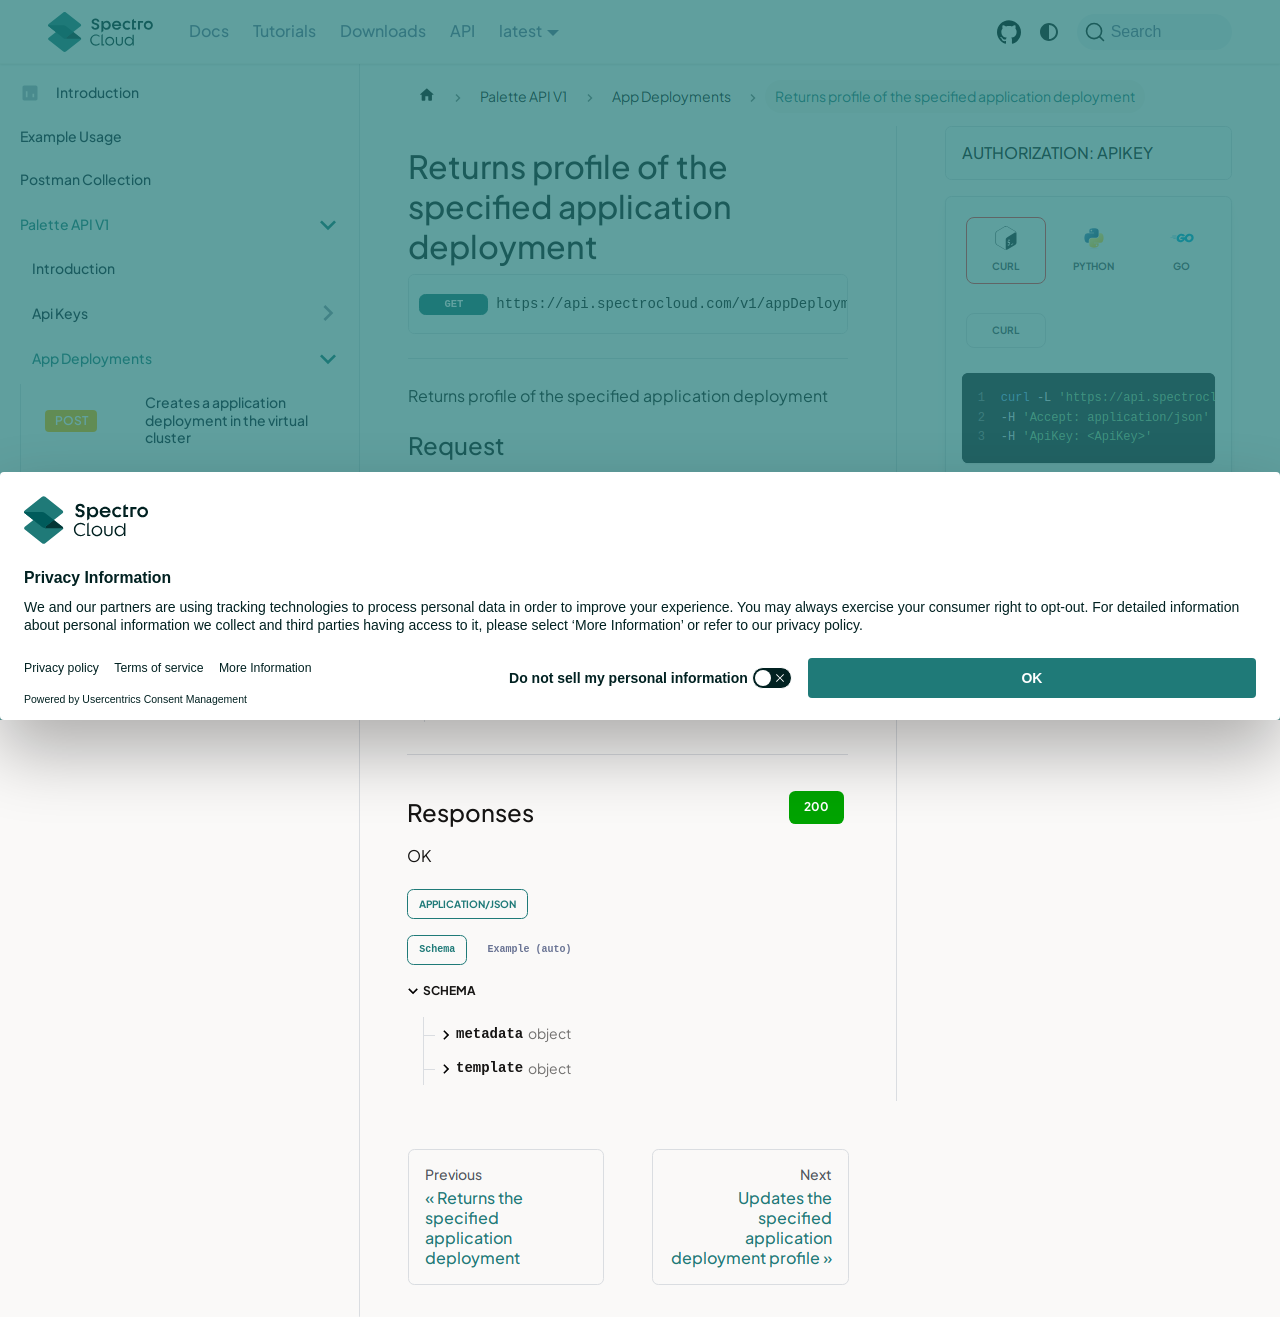 Spectro
Cloud
Docs
Tutorials
Downloads
API
latest
Search
Introduction
Example Usage
Postman Collection
Palette API V1
Introduction
Api Keys
App Deployments
POST
Creates a application
deployment in the virtual
cluster
Palette API V1
App Deployments
Returns profile of the specified application deployment
Returns profile of the
specified application
deployment
GET
https://api.spectrocloud.com/v1/appDeploym
Returns profile of the specified application deployment
Request
AUTHORIZATION: APIKEY
CURL
PYTHON
GO
CURL
1 curl -L 'https://api.spectrocl
2 -H 'Accept: application/json'
3 -H 'ApiKey: <ApiKey>'
Spectro
Cloud
Privacy Information
We and our partners are using tracking technologies to process personal data in order to improve your experience. You may always exercise your consumer right to opt-out. For detailed information
about personal information we collect and third parties having access to it, please select ‘More Information’ or refer to our privacy policy.
Privacy policy
Terms of service
More Information
Powered by Usercentrics Consent Management
Do not sell my personal information
OK
Responses
200
OK
APPLICATION/JSON
Schema
Example (auto)
SCHEMA
metadata object
template object
Previous
« Returns the
specified
application
deployment
Next
Updates the
specified
application
deployment profile »